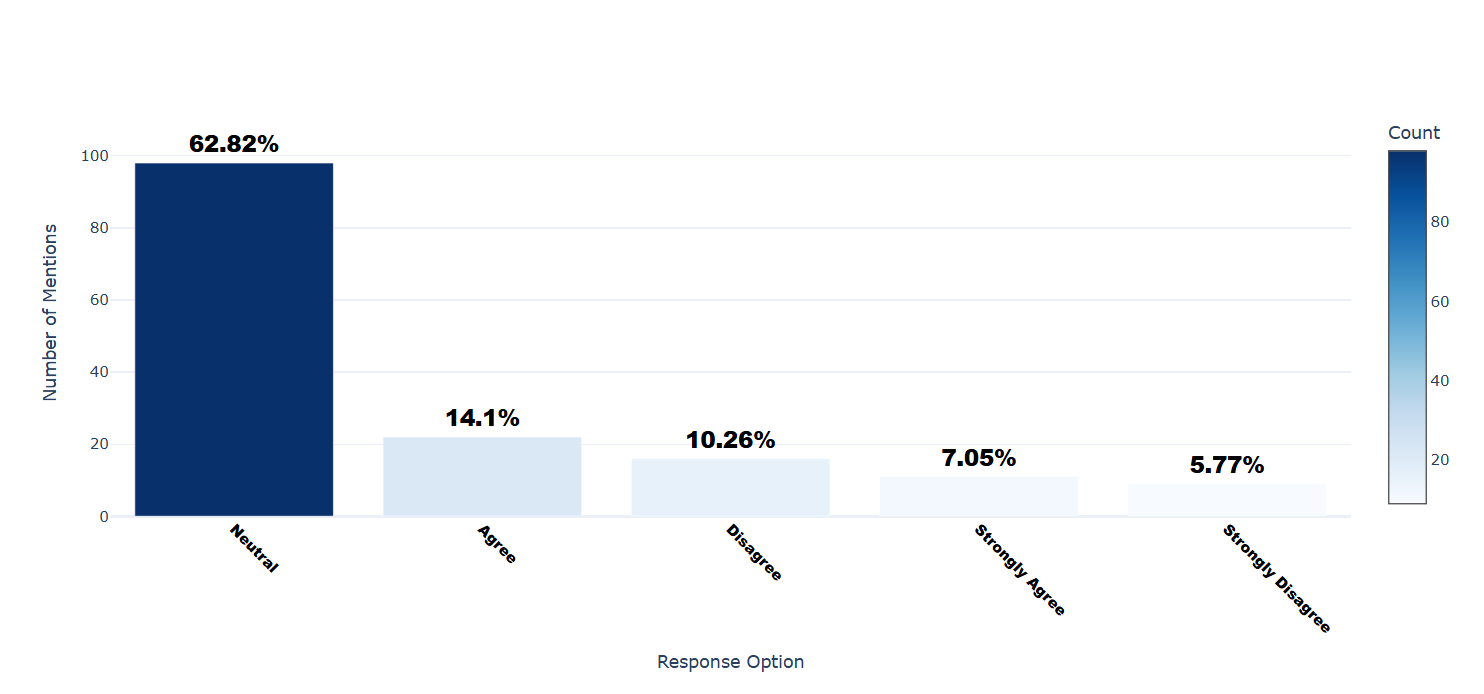 62.82%
14.1%
10.26%
7.05%
5.77%
Number of Mentions
100
80
60
40
20
0
Neutral
Agree
Disagree
Strongly Agree
Strongly Disagree
Response Option
Count
80
60
40
20